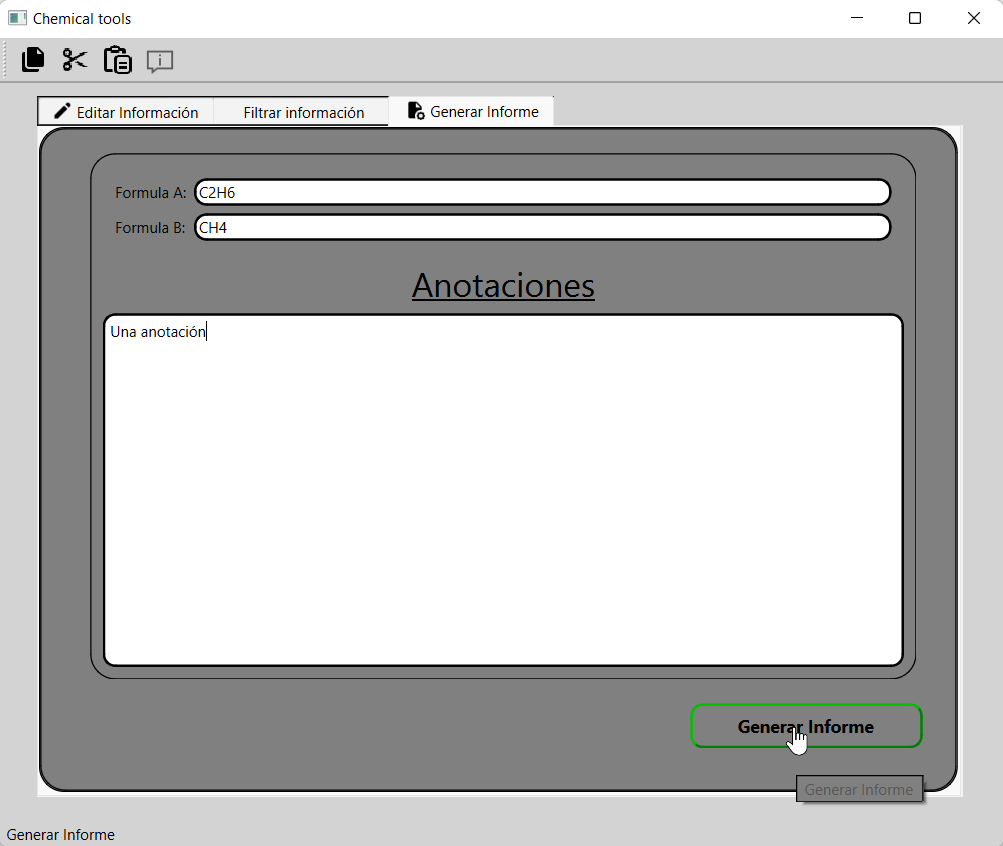 Chemical tools
Editar Información
Filtrar información
Generar Informe
Formula A: C2H6
Formula B: CH4
Anotaciones
Una anotación
Generar Informe
Generar Informe
Generar Informe